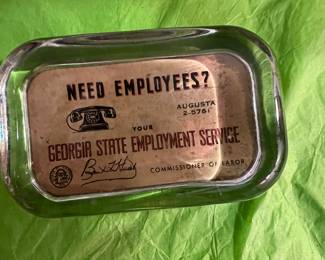 NEED EMPLOYEES?
AUGUSTA
2-5761
YOUR
GEORGIA STATE EMPLOYMENT SERVICE
COMMISSIONER OF LABOR